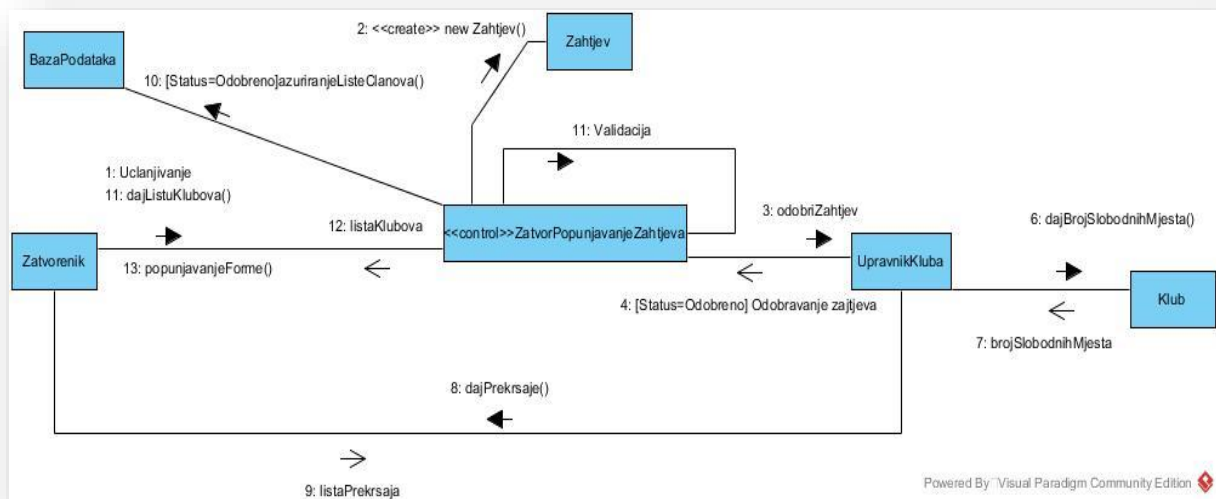 2: <<create>> new Zahtjev()
Zahtjev
BazaPodataka
10: [Status=Odobreno]azuriranjeListeClanova()
11: Validacija
1: Uclanjivanje
11: dajListuKlubova()
12: listaKlubova
<<control>>ZatvorPopunjavanjeZahtjeva
3: odobriZahtjev
6: dajBrojSlobodnihMjesta()
Zatvorenik
13: popunjavanjeForme()
UpravnikKluba
4: [Status=Odobreno] Odobravanje zajtjeva
Klub
7: brojSlobodnihMjesta
8: dajPrekrsaje()
9: listaPrekrsaja
Powered By Visual Paradigm Community Edition